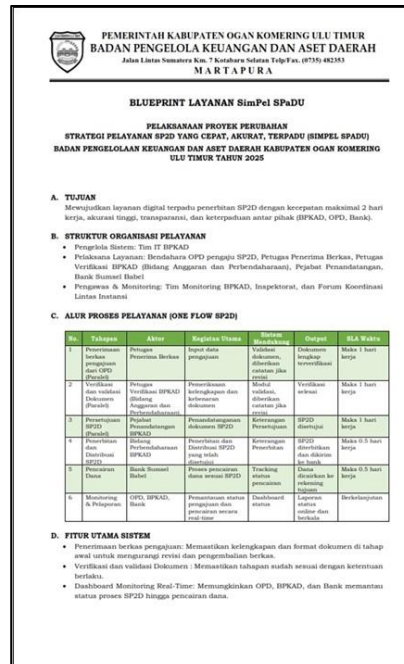 PEMERINTAH KABUPATEN OGAN KOMERING ULU TIMUR
BADAN PENGELOLA KEUANGAN DAN ASET DAERAH
Jalan Lintas Sumatera Km. 7 Kotabaru Selatan Telp/Fax. (0735) 482353
M A R T A P U R A
BLUEPRINT LAYANAN SimPel SPaDU
PELAKSANAAN PROYEK PERUBAHAN
STRATEGI PELAYANAN SP2D YANG CEPAT, AKURAT, TERPADU (SIMPEL SPADU)
BADAN PENGELOLAAN KEUANGAN DAN ASET DAERAH KABUPATEN OGAN KOMERING
ULU TIMUR TAHUN 2025
A. TUJUAN
Mewujudkan layanan digital terpadu penerbitan SP2D dengan kecepatan maksimal 2 hari
kerja, akurasi tinggi, transparansi, dan keterpaduan antar pihak (BPKAD, OPD, Bank).
B. STRUKTUR ORGANISASI PELAYANAN
• Pengelola Sistem: Tim IT BPKAD
• Pelaksana Layanan: Bendahara OPD pengaju SP2D, Petugas Penerima Berkas, Petugas
Verifikasi BPKAD (Bidang Anggaran dan Perbendaharaan), Pejabat Penandatangan,
Bank Sumsel Babel
• Pengawas & Monitoring: Tim Monitoring BPKAD, Inspektorat, dan Forum Koordinasi
Lintas Instansi
C. ALUR PROSES PELAYANAN (ONE FLOW SP2D)
No. Tahapan Aktor Kegiatan Utama Sistem Mendukung Output SLA Waktu
1 Penerimaan berkas pengajuan dari OPD (Paralel) Petugas Penerima Berkas Input data pengajuan Validasi dokumen, diberikan catatan jika revisi Dokumen lengkap terverifikasi Maks 1 hari kerja
2 Verifikasi dan validasi Dokumen (Paralel) Petugas Verifikasi BPKAD (Bidang Anggaran dan Perbendaharaan) Pemeriksaan kelengkapan dan kebenaran dokumen Modul validasi, diberikan catatan jika revisi Verifikasi selesai Maks 1 hari kerja
3 Persetujuan SP2D (Paralel) Pejabat Penandatangan BPKAD Penandatanganan dokumen SP2D Keterangan Persetujuan SP2D disetujui Maks 1 hari kerja
4 Penerbitan dan Distribusi SP2D Bidang Perbendaharaan BPKAD Penerbitan dan Distribusi SP2D yang telah disetujui Keterangan Penerbitan SP2D diterbitkan dan dikirim ke bank Maks 0.5 hari kerja
5 Pencairan Dana Bank Sumsel Babel Proses pencairan dana sesuai SP2D Tracking status pencairan Dana dicairkan ke rekening tujuan Maks 0.5 hari kerja
6 Monitoring & Pelaporan OPD, BPKAD, Bank Pemantauan status pengajuan dan pencairan secara real-time Dashboard status Laporan status online dan berkala Berkelanjutan
D. FITUR UTAMA SISTEM
• Penerimaan berkas pengajuan: Memastikan kelengkapan dan format dokumen di tahap
awal untuk mengurangi revisi dan pengembalian berkas.
• Verifikasi dan validasi Dokumen : Memastikan tahapan sudah sesuai dengan ketentuan
berlaku.
• Dashboard Monitoring Real-Time: Memungkinkan OPD, BPKAD, dan Bank memantau
status proses SP2D hingga pencairan dana.